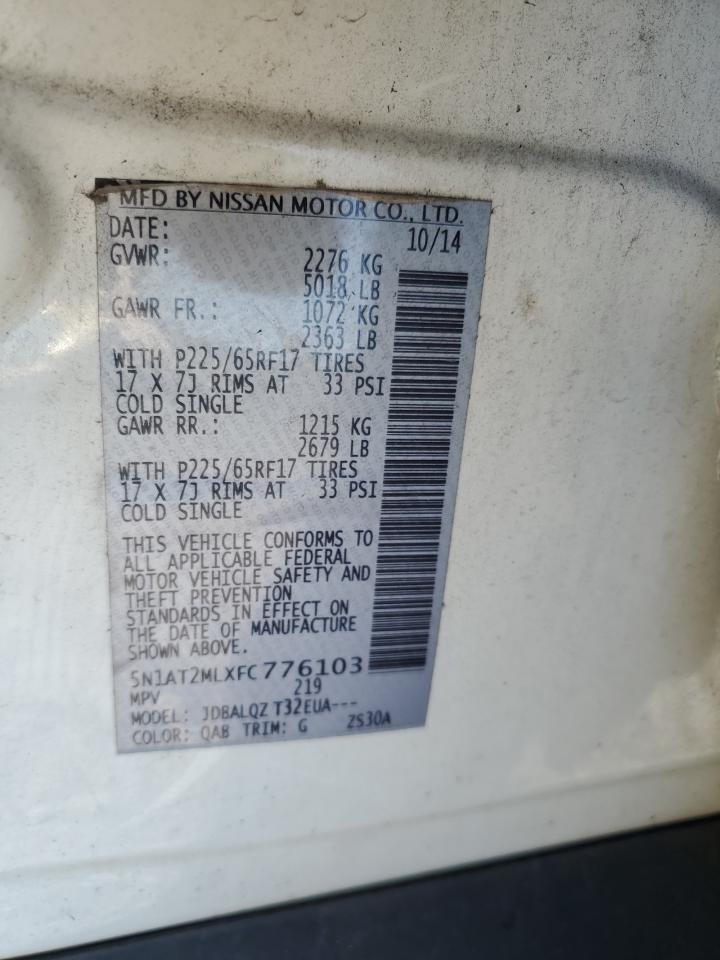 MFD BY NISSAN MOTOR CO., LTD.
DATE: 10/14
GVWR: 2276 KG
5018 LB
GAWR FR.: 1072 KG
2363 LB
WITH P225/65RF17 TIRES
17 X 7J RIMS AT 33 PSI
COLD SINGLE
GAWR RR.: 1215 KG
2679 LB
WITH P225/65RF17 TIRES
17 X 7J RIMS AT 33 PSI
COLD SINGLE
THIS VEHICLE CONFORMS TO
ALL APPLICABLE FEDERAL
MOTOR VEHICLE SAFETY AND
THEFT PREVENTION
STANDARDS IN EFFECT ON
THE DATE OF MANUFACTURE
SHOWN ABOVE.
5N1AT2MLXFC776103
MPV 219
MODEL: JDBALQZ T32EUA---
COLOR: QAB TRIM: G ZS30A